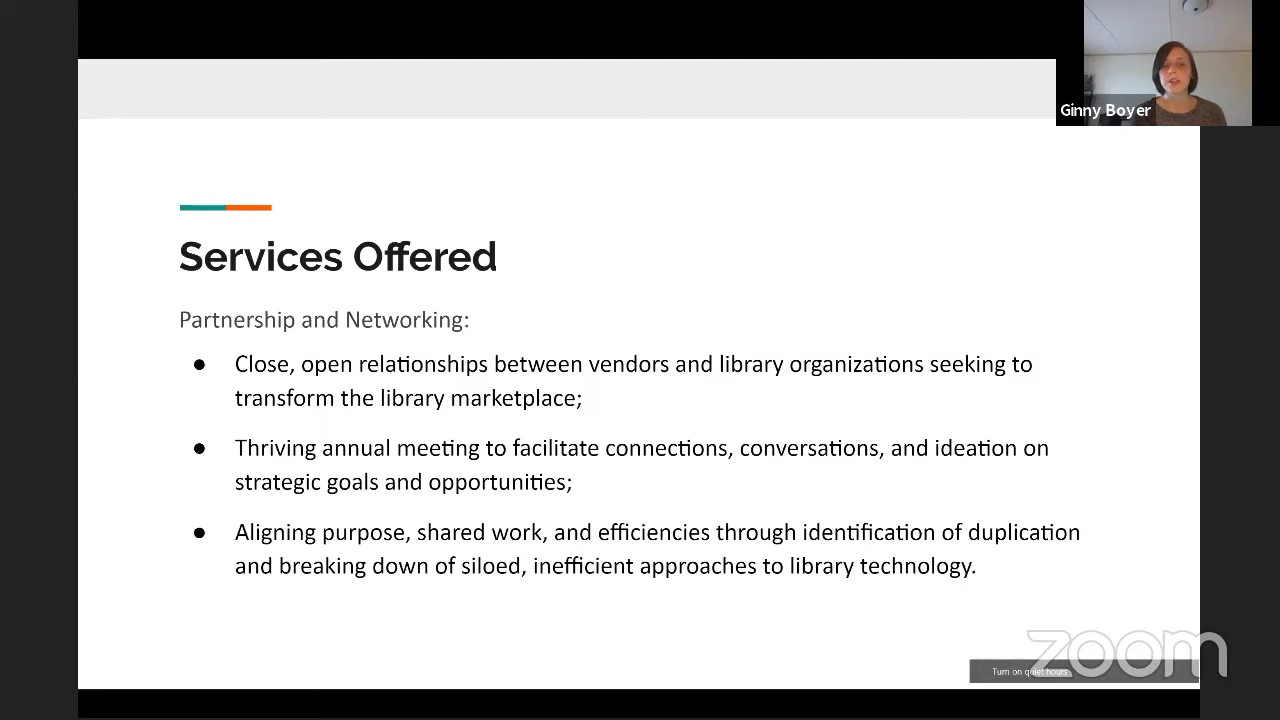 Ginny Boyer
Services Offered
Partnership and Networking:
● Close, open relationships between vendors and library organizations seeking to
transform the library marketplace;
● Thriving annual meeting to facilitate connections, conversations, and ideation on
strategic goals and opportunities;
● Aligning purpose, shared work, and efficiencies through identification of duplication
and breaking down of siloed, inefficient approaches to library technology.
zoom
Turn on quiet hours